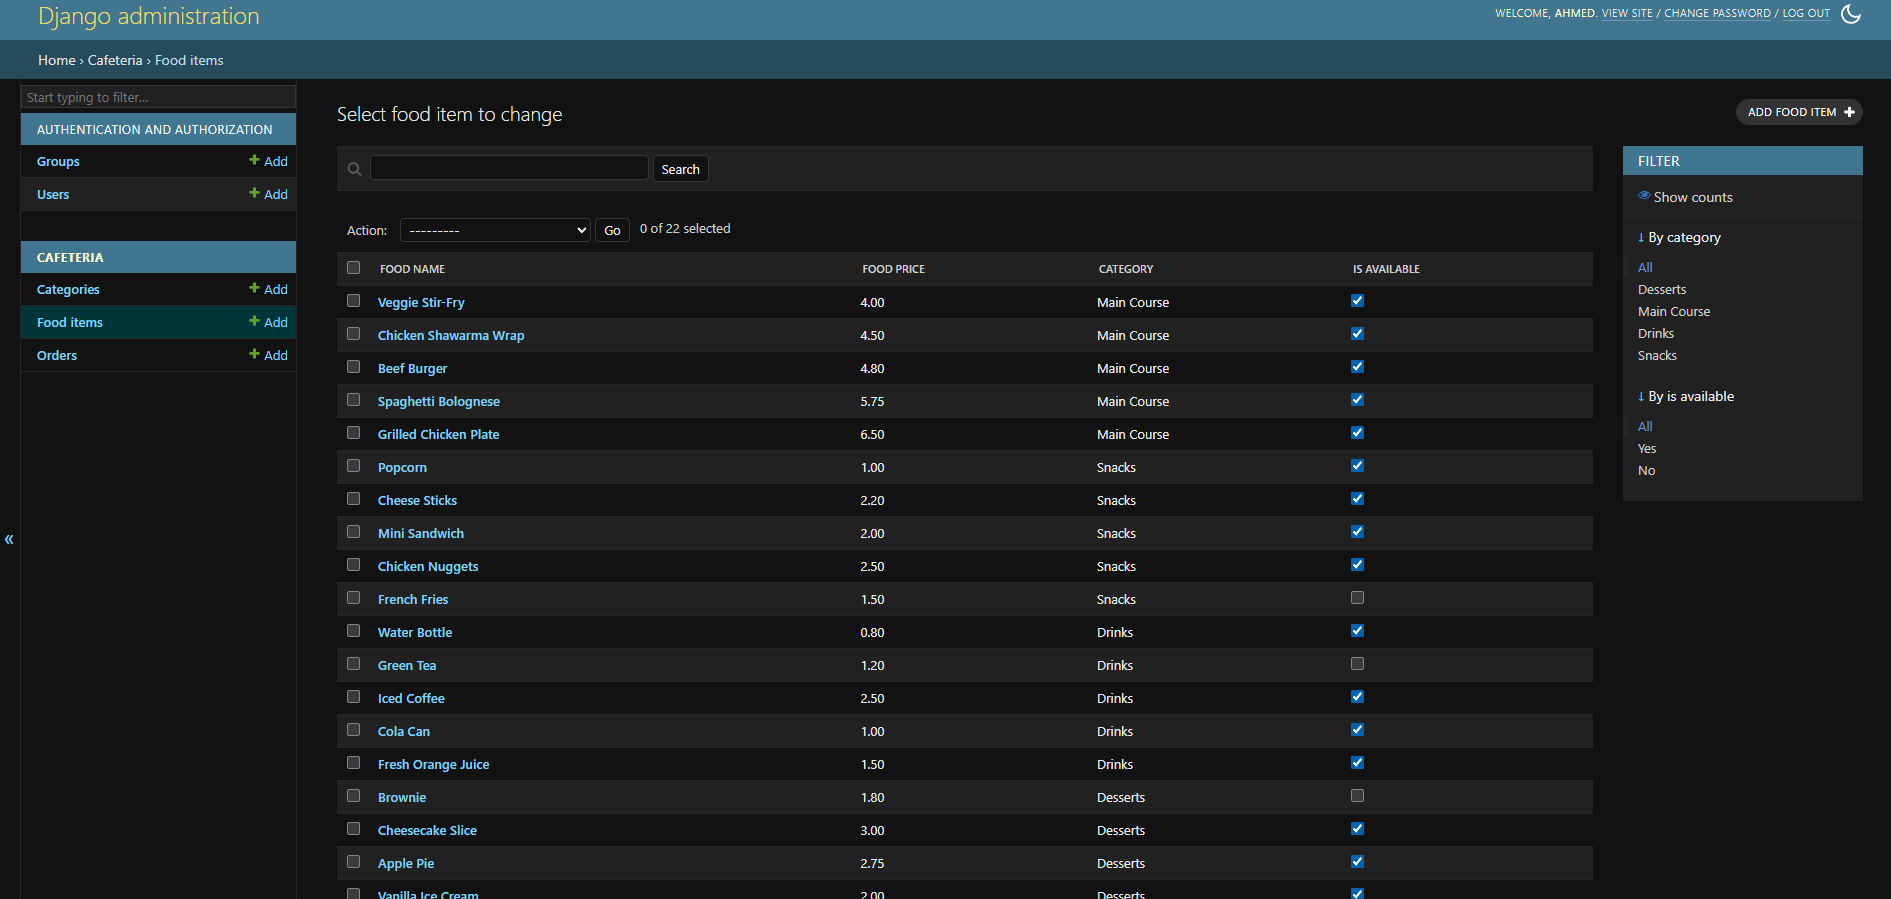 Django administration
WELCOME, AHMED. VIEW SITE / CHANGE PASSWORD / LOG OUT
Home › Cafeteria › Food items
Start typing to filter...
AUTHENTICATION AND AUTHORIZATION
Groups + Add
Users + Add
CAFETERIA
Categories + Add
Food items + Add
Orders + Add
«
Select food item to change
ADD FOOD ITEM +
Search
Action: --------- Go 0 of 22 selected
FOOD NAME FOOD PRICE CATEGORY IS AVAILABLE
Veggie Stir-Fry 4.00 Main Course
Chicken Shawarma Wrap 4.50 Main Course
Beef Burger 4.80 Main Course
Spaghetti Bolognese 5.75 Main Course
Grilled Chicken Plate 6.50 Main Course
Popcorn 1.00 Snacks
Cheese Sticks 2.20 Snacks
Mini Sandwich 2.00 Snacks
Chicken Nuggets 2.50 Snacks
French Fries 1.50 Snacks
Water Bottle 0.80 Drinks
Green Tea 1.20 Drinks
Iced Coffee 2.50 Drinks
Cola Can 1.00 Drinks
Fresh Orange Juice 1.50 Drinks
Brownie 1.80 Desserts
Cheesecake Slice 3.00 Desserts
Apple Pie 2.75 Desserts
Vanilla Ice Cream 2.00 Desserts
FILTER
Show counts
↓ By category
All
Desserts
Main Course
Drinks
Snacks
↓ By is available
All
Yes
No